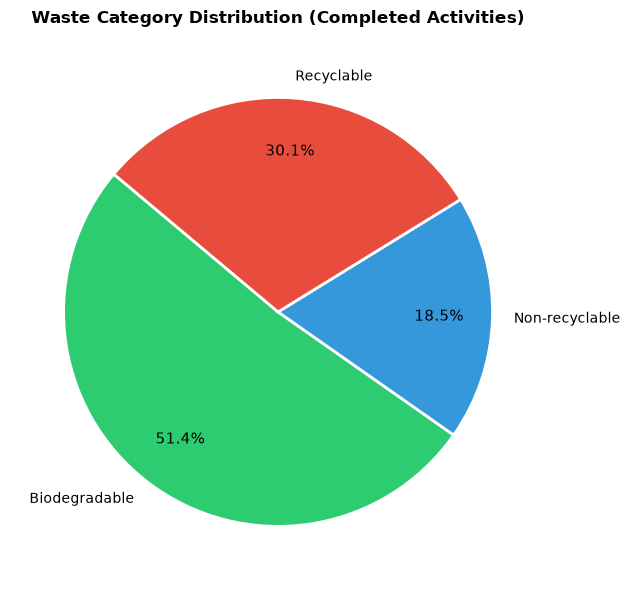 Waste Category Distribution (Completed Activities)
Recyclable
30.1%
18.5%
Non-recyclable
51.4%
Biodegradable